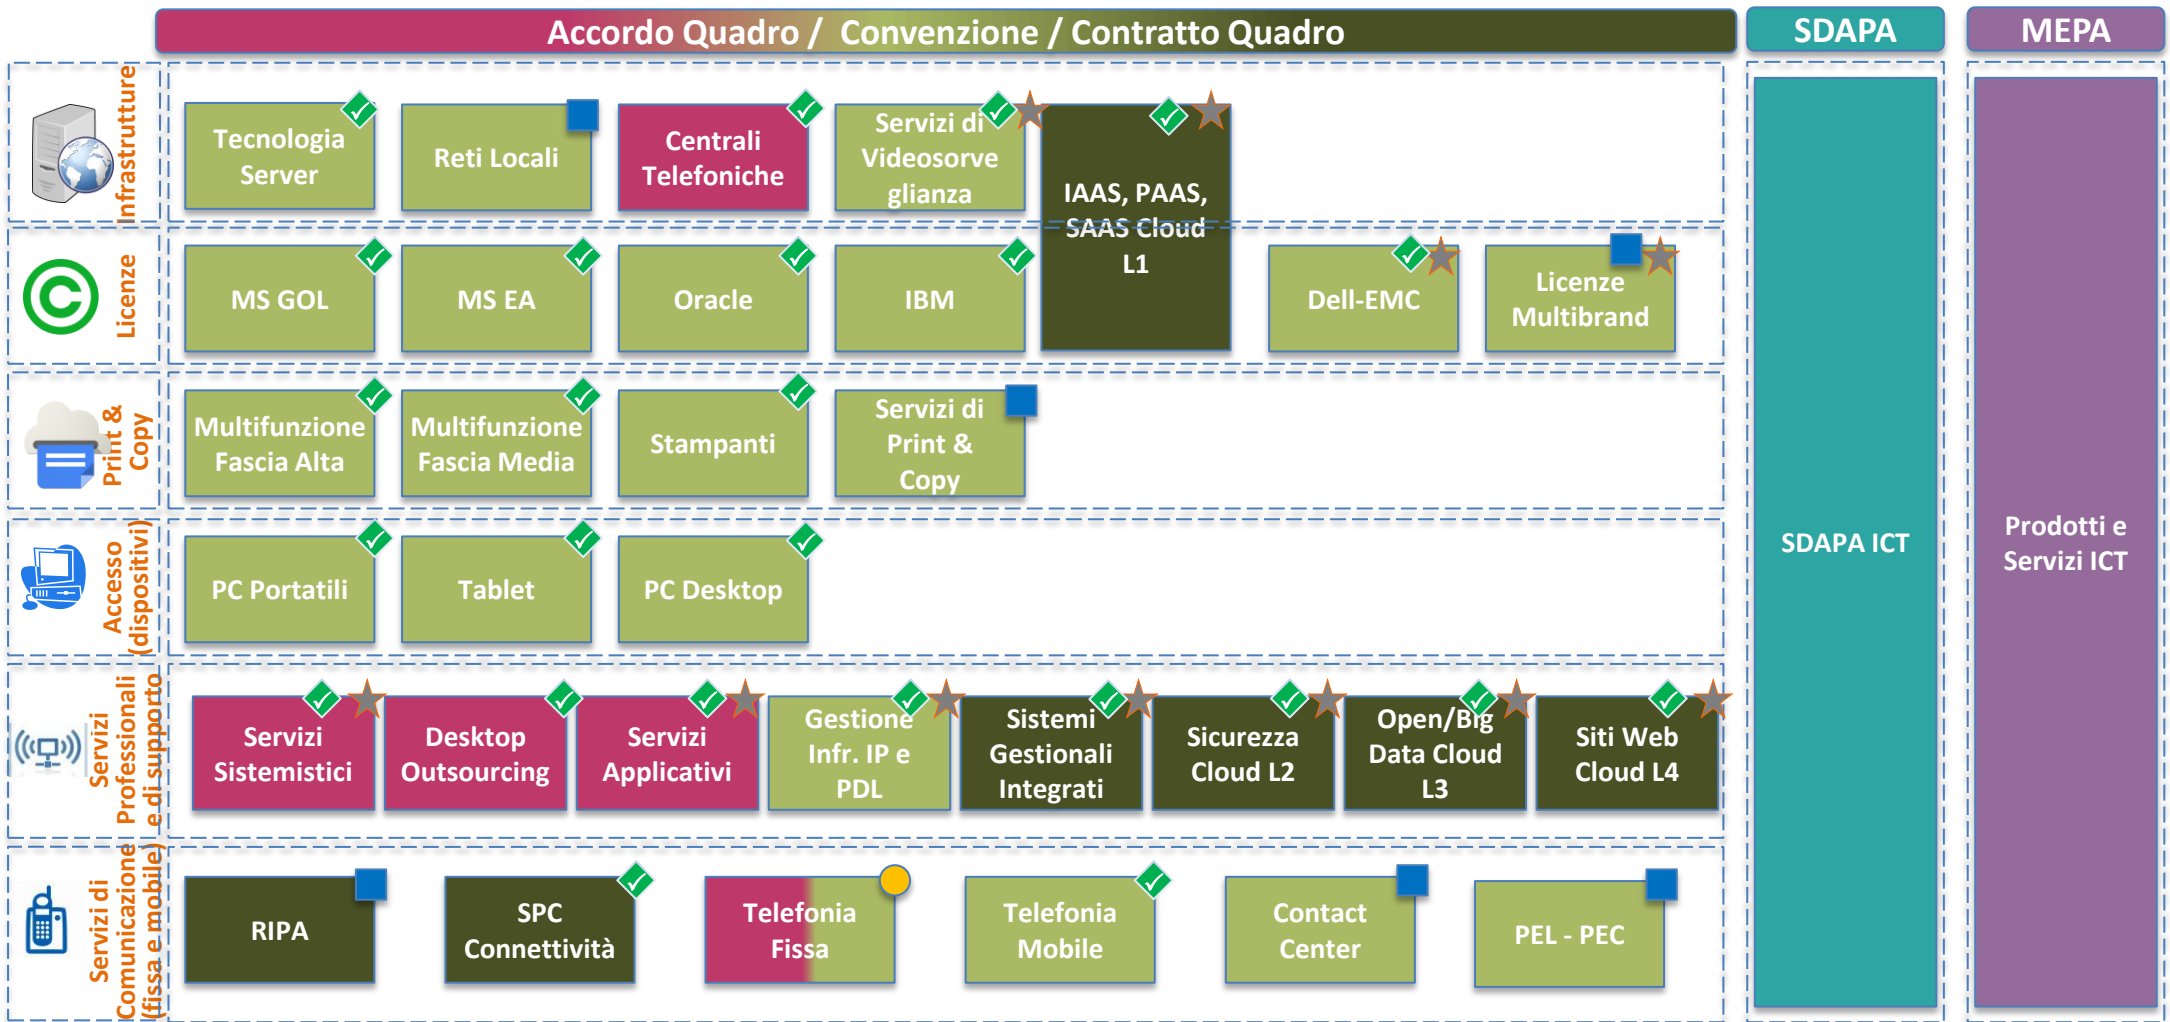 Accordo Quadro / Convenzione / Contratto Quadro
SDAPA
MEPA
Infrastrutture
Tecnologia
Server
Reti Locali
Centrali
Telefoniche
Servizi di
Videosorve
glianza
IAAS, PAAS,
SAAS Cloud
L1
Licenze
MS GOL
MS EA
Oracle
IBM
Dell-EMC
Licenze
Multibrand
Print &
Copy
Multifunzione
Fascia Alta
Multifunzione
Fascia Media
Stampanti
Servizi di
Print &
Copy
Accesso
(dispositivi)
PC Portatili
Tablet
PC Desktop
Servizi
Professionali
e di supporto
Servizi
Sistemistici
Desktop
Outsourcing
Servizi
Applicativi
Gestione
Infr. IP e
PDL
Sistemi
Gestionali
Integrati
Sicurezza
Cloud L2
Open/Big
Data Cloud
L3
Siti Web
Cloud L4
Servizi di
Comunicazione
(fissa e mobile)
RIPA
SPC
Connettività
Telefonia
Fissa
Telefonia
Mobile
Contact
Center
PEL - PEC
SDAPA ICT
Prodotti e
Servizi ICT